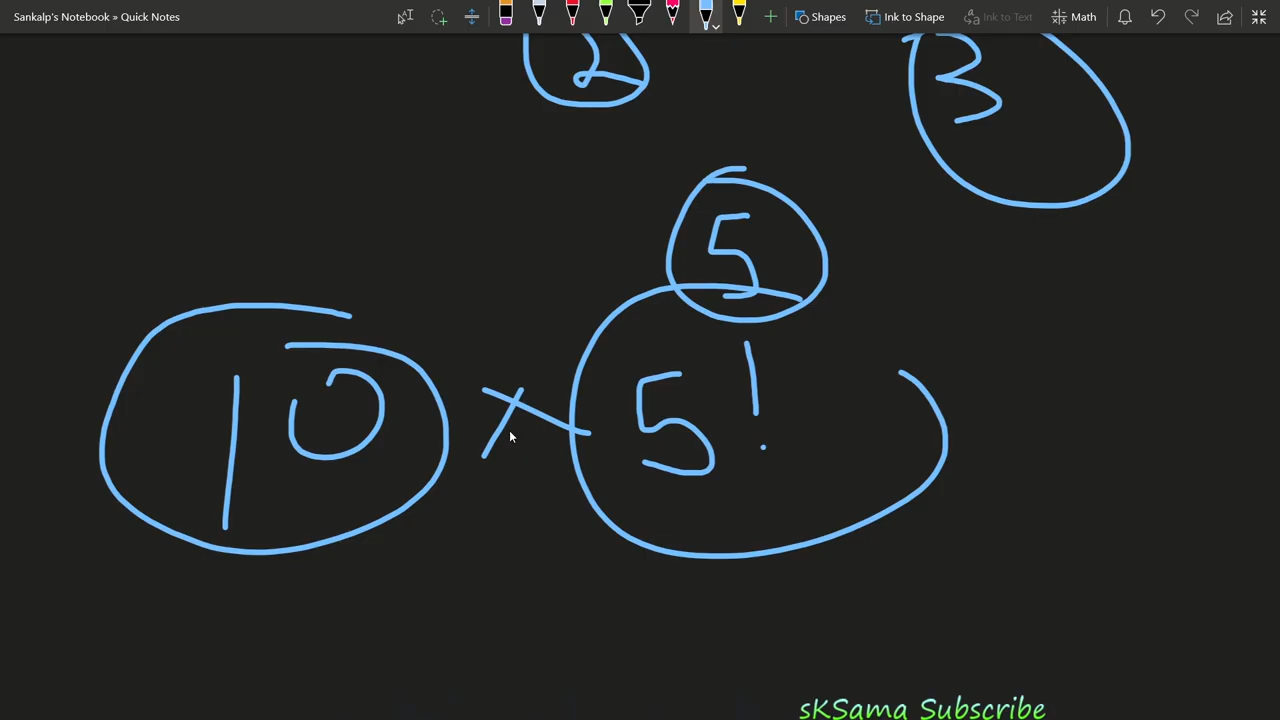 Sankalp's Notebook » Quick Notes
Shapes
Ink to Shape
Ink to Text
Math
2
3
5
10 × 5!
sKSama Subscribe